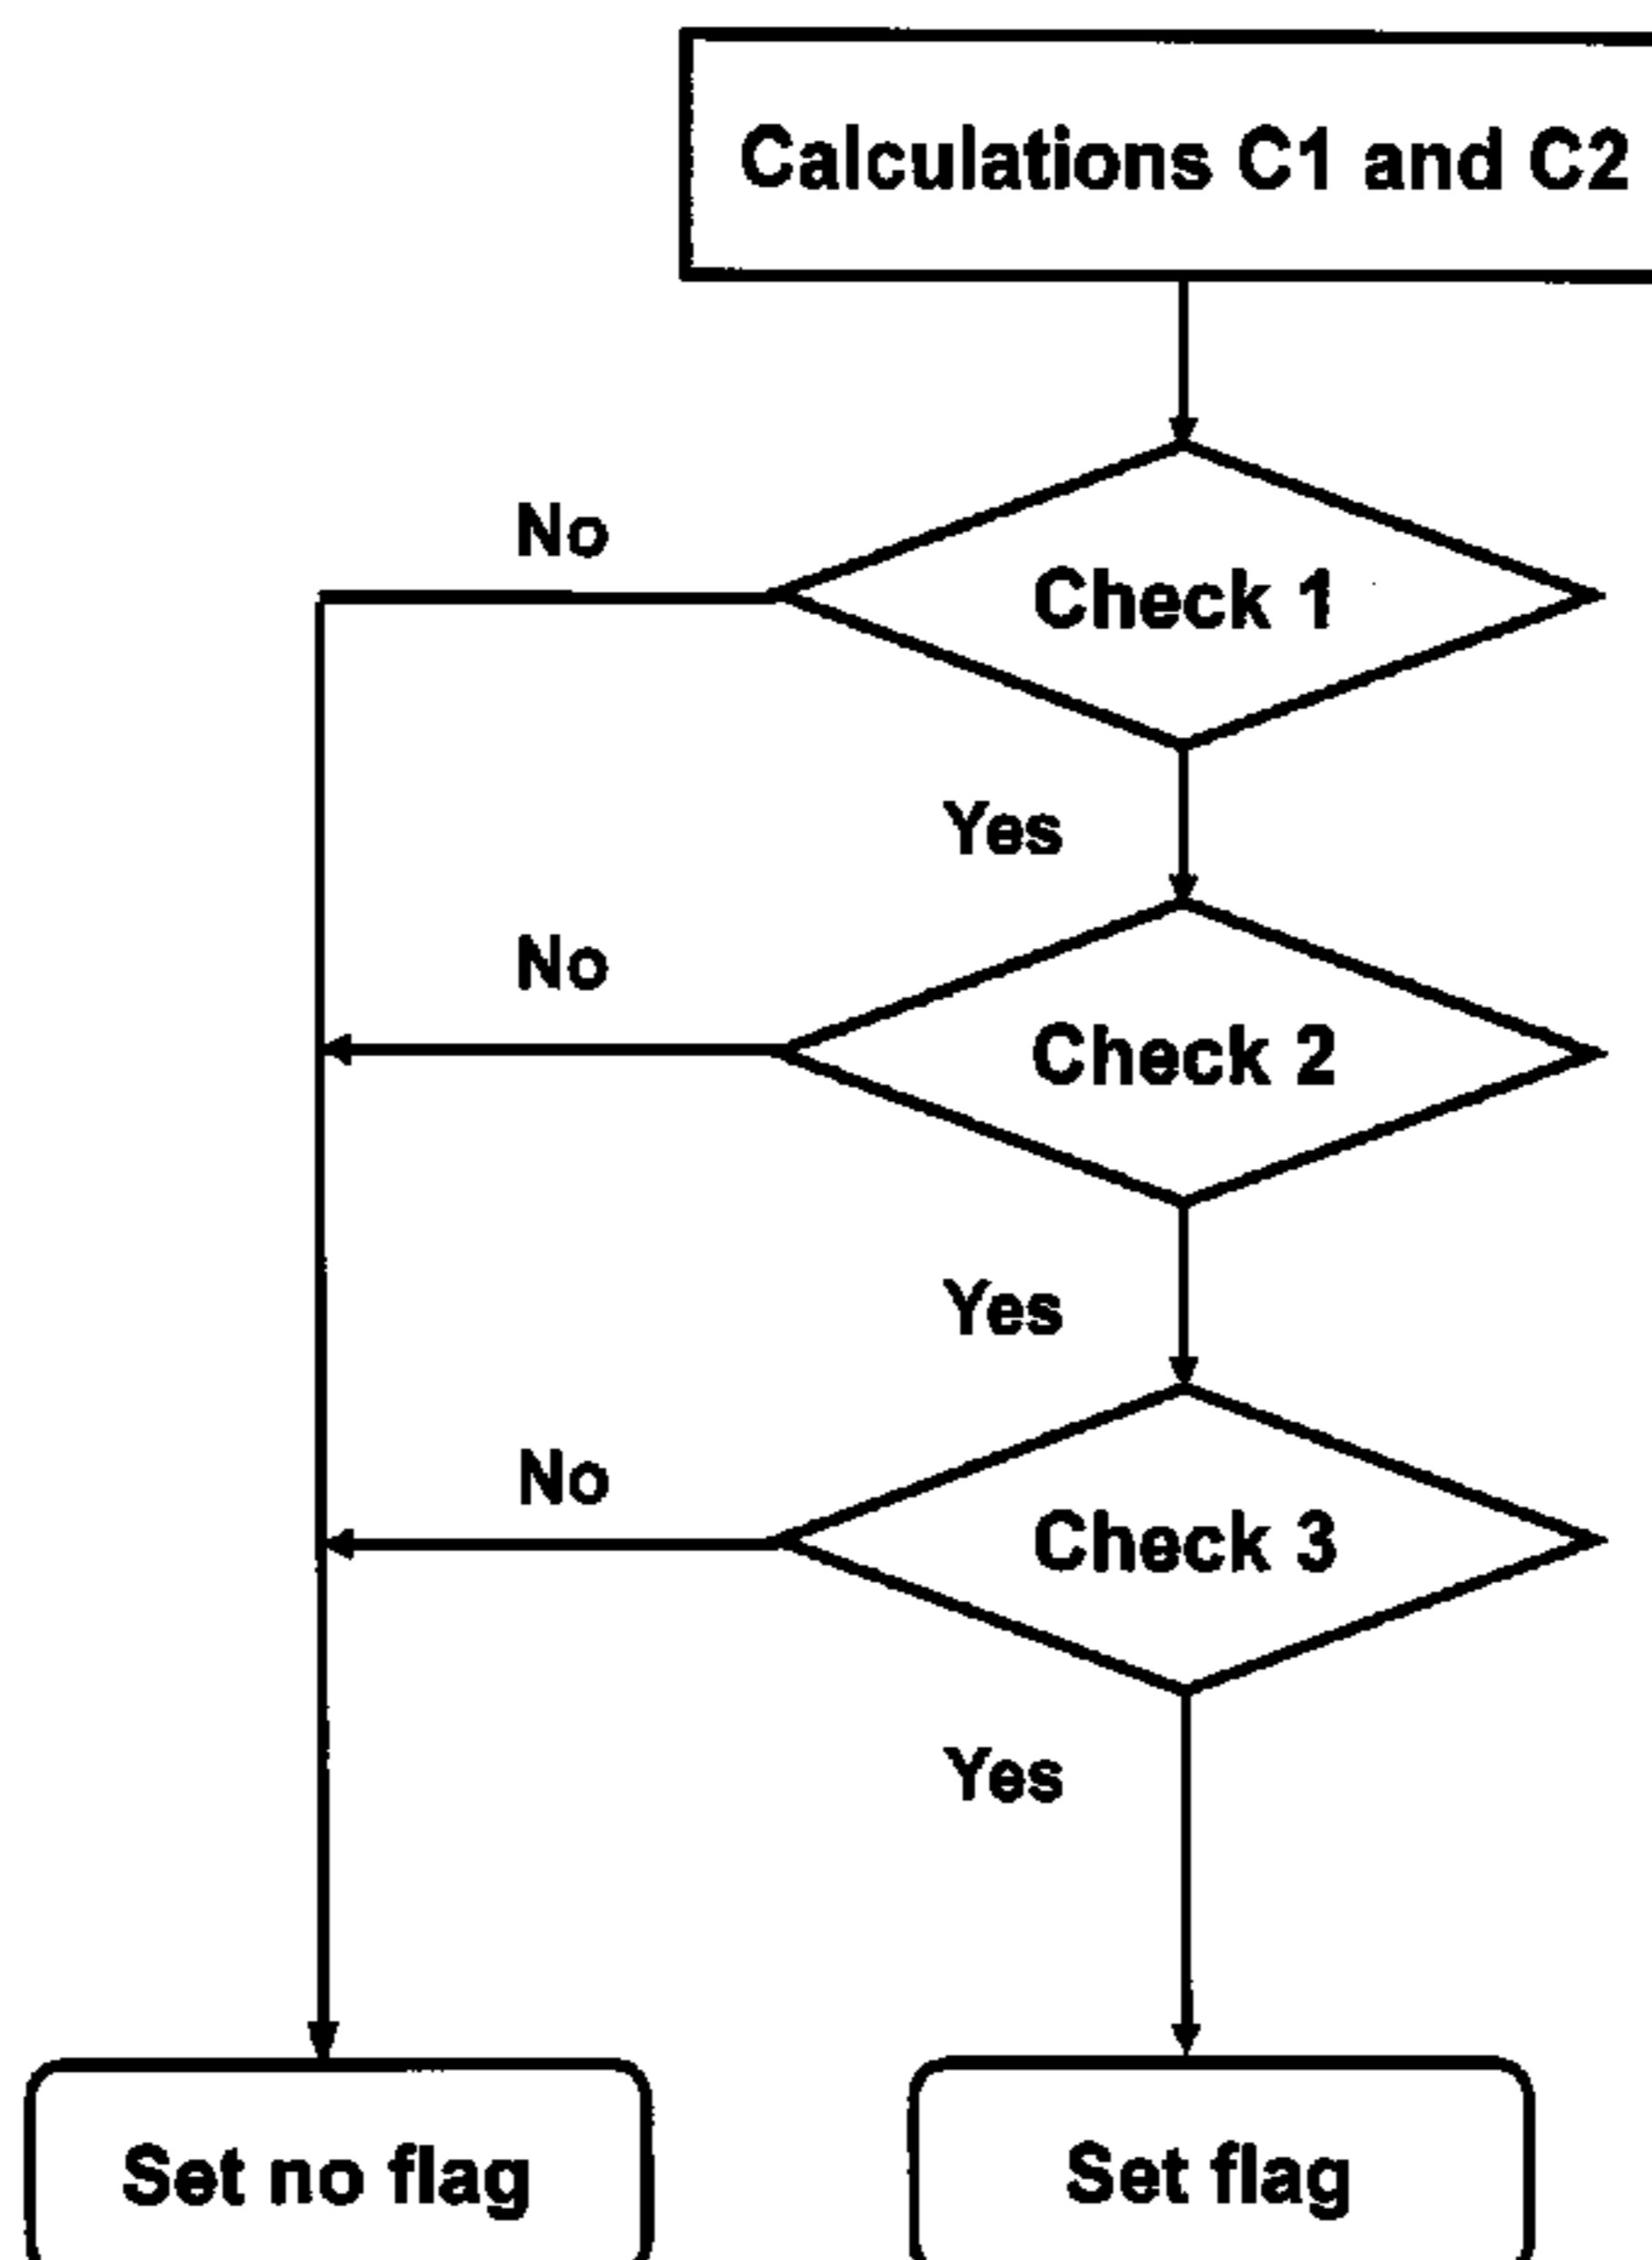 Calculations C1 and C2
No
Check 1
Yes
No
Check 2
Yes
No
Check 3
Yes
Set no flag
Set flag